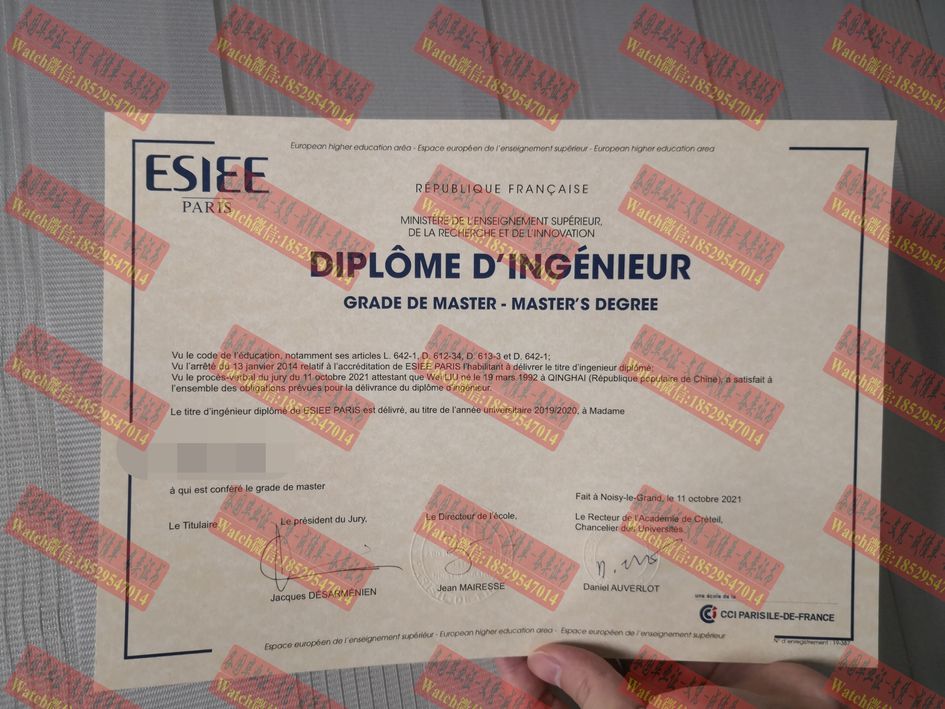 European higher education aréa - Espace européen de l'enseignement supérieur - European higher education area
ESIEE
PARIS
RÉPUBLIQUE FRANÇAISE
MINISTÈRE DE L'ENSEIGNEMENT SUPÉRIEUR,
DE LA RECHERCHE ET DE L'INNOVATION
DIPLÔME D'INGÉNIEUR
GRADE DE MASTER - MASTER'S DEGREE
Vu le code de l'éducation, notamment ses articles L. 642-1, D. 612-34, D. 613-3 et D. 642-1;
Vu l'arrêté du 13 janvier 2014 relatif à l'accréditation de ESIEE PARIS l'habilitant à délivrer le titre d'ingenieur diplômé;
Vu le procès-verbal du jury du 11 octobre 2021 attestant que Wei LIU né le 19 mars 1992 à QINGHAI (République populaire de Chine), a satisfait à
l'ensemble des obligations prévues pour la délivrance du diplôme d'ingénieur.
Le titre d'ingénieur diplômé de ESIEE PARIS est délivré, au titre de l'année universitaire 2019/2020, à Madame
à qui est conféré le grade de master
Fait à Noisy-le-Grand, le 11 octobre 2021
Le Titulaire,
Le président du Jury,
Le Directeur de l'école,
Le Recteur de l'Académie de Créteil,
Chancelier des Universités
Jacques DÉSARMÉNIEN
Jean MAIRESSE
Daniel AUVERLOT
une école de la
CCI PARIS ILE-DE-FRANCE
Espace européen de l'enseignement supérieur - European higher education area - Espace européen de l'enseignement supérieur
N° d'enregistrement : 19-367
Watch微信:18529547014